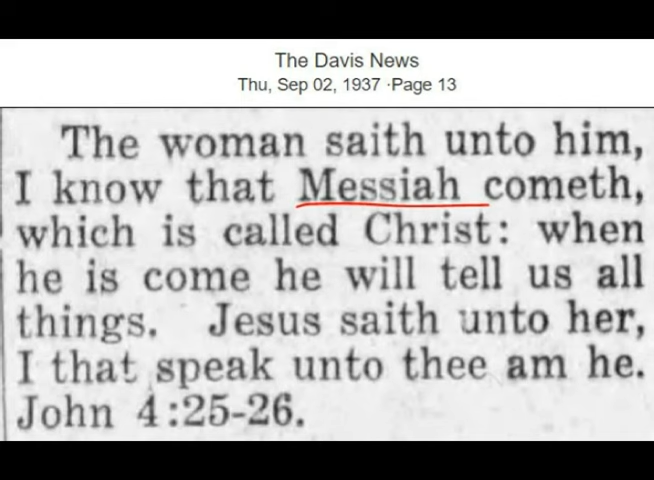 The Davis News
Thu, Sep 02, 1937 ·Page 13
The woman saith unto him,
I know that Messiah cometh,
which is called Christ: when
he is come he will tell us all
things. Jesus saith unto her,
I that speak unto thee am he.
John 4:25-26.